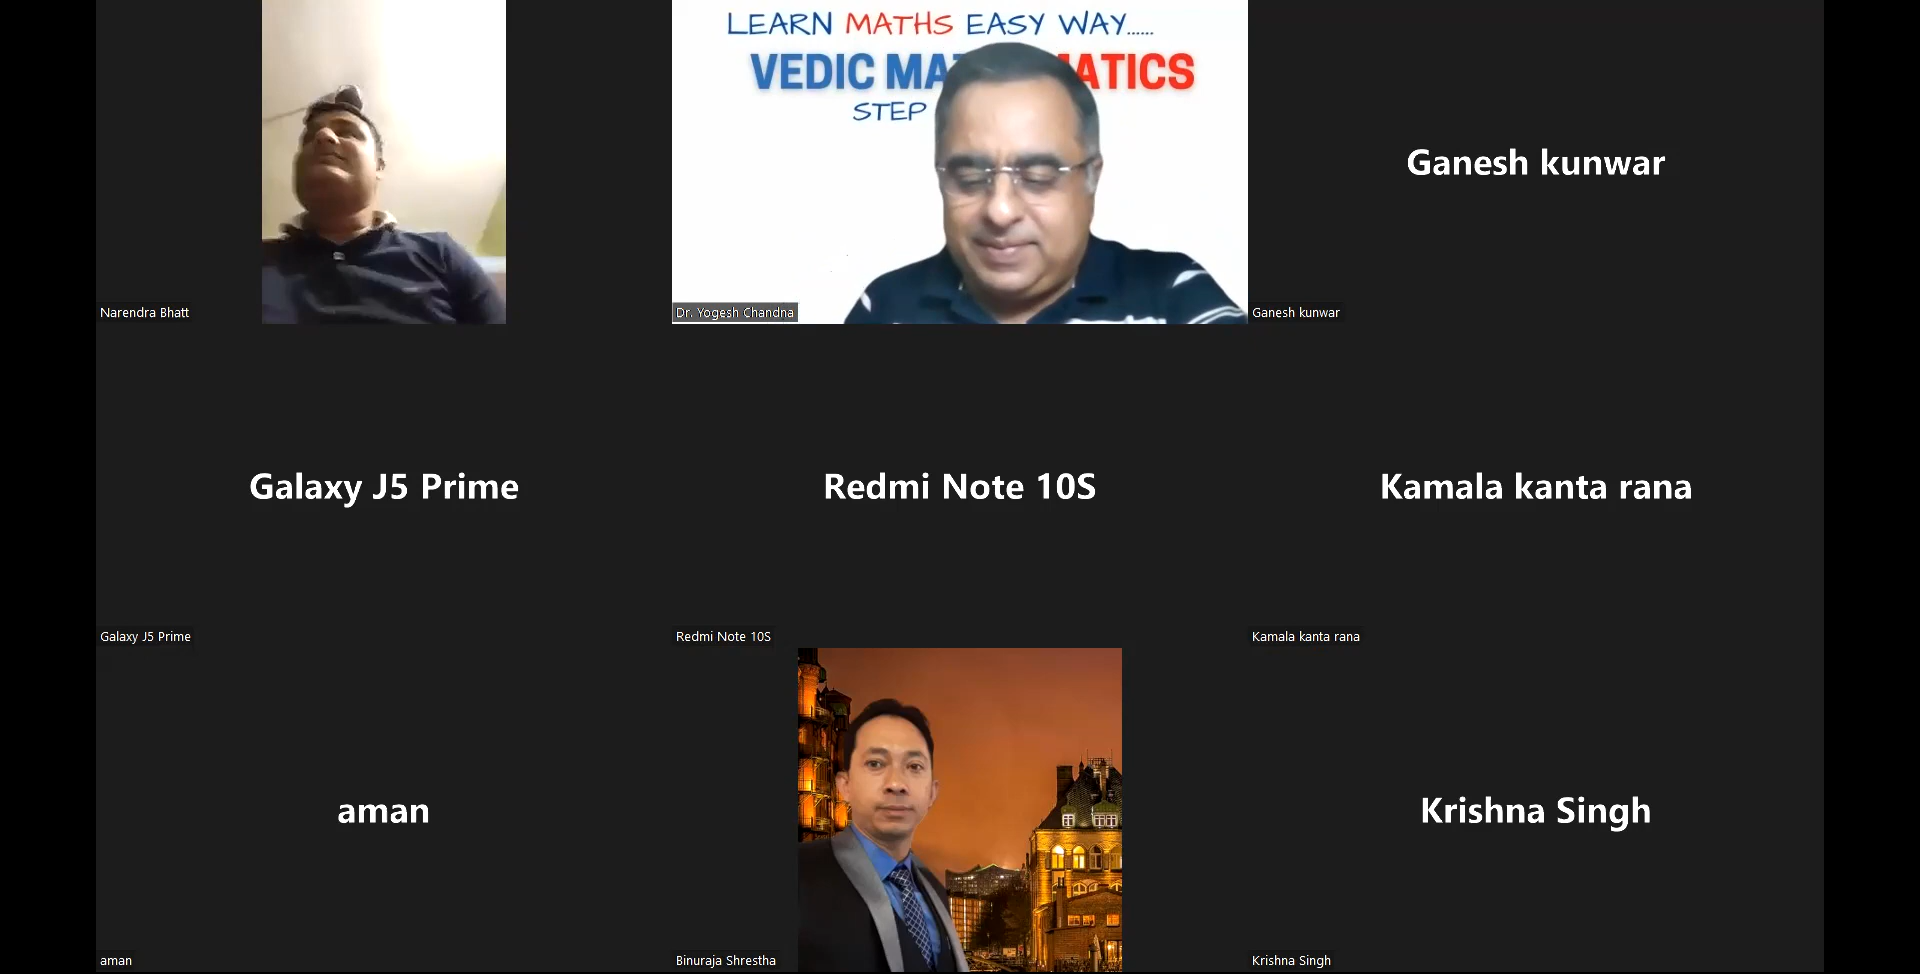 LEARN MATHS EASY WAY......
VEDIC MA ATICS
STEP
Ganesh kunwar
Narendra Bhatt
Dr. Yogesh Chandna
Ganesh kunwar
Galaxy J5 Prime
Redmi Note 10S
Kamala kanta rana
Galaxy J5 Prime
Redmi Note 10S
Kamala kanta rana
aman
Krishna Singh
aman
Binuraja Shrestha
Krishna Singh